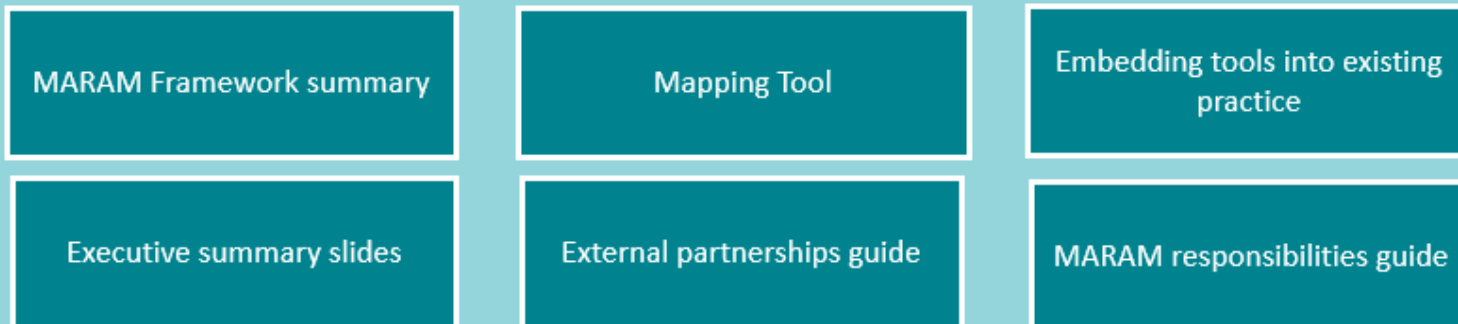 MARAM Framework summary
Mapping Tool
Embedding tools into existing
practice
Executive summary slides
External partnerships guide
MARAM responsibilities guide